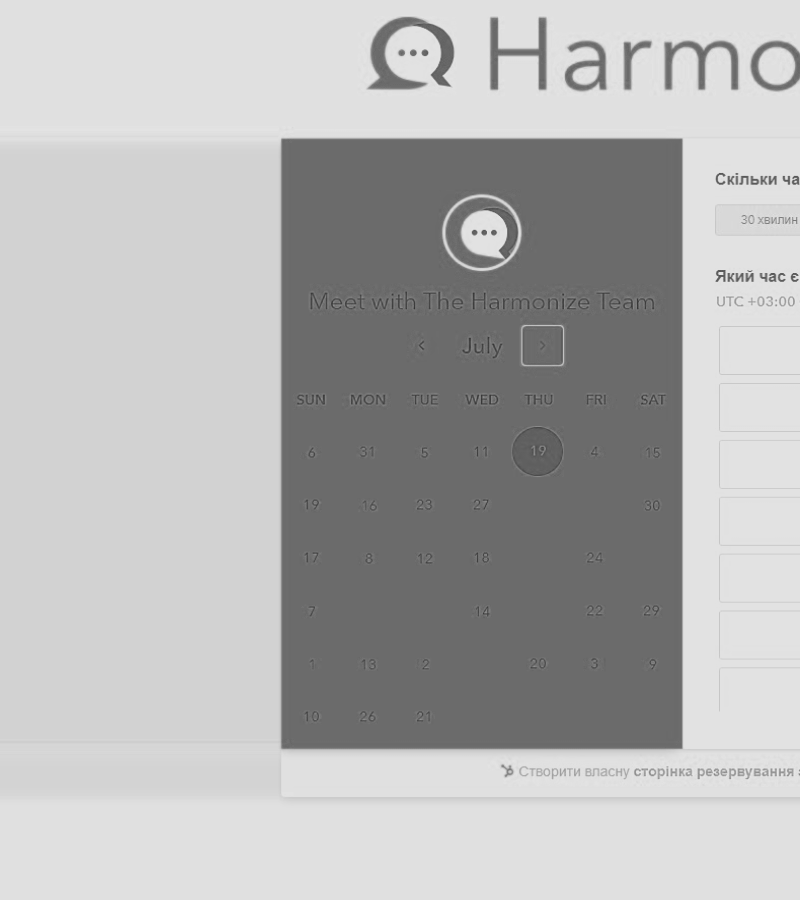 Harmo
Meet with The Harmonize Team
July
SUN MON TUE WED THU FRI SAT
6 31 5 11 19 4 15
19 16 23 27 30
17 8 12 18 24
7 14 22 29
1 13 2 20 3 9
10 26 21
Скільки ча
30 хвилин
Який час є
UTC +03:00
Створити власну сторінка резервування